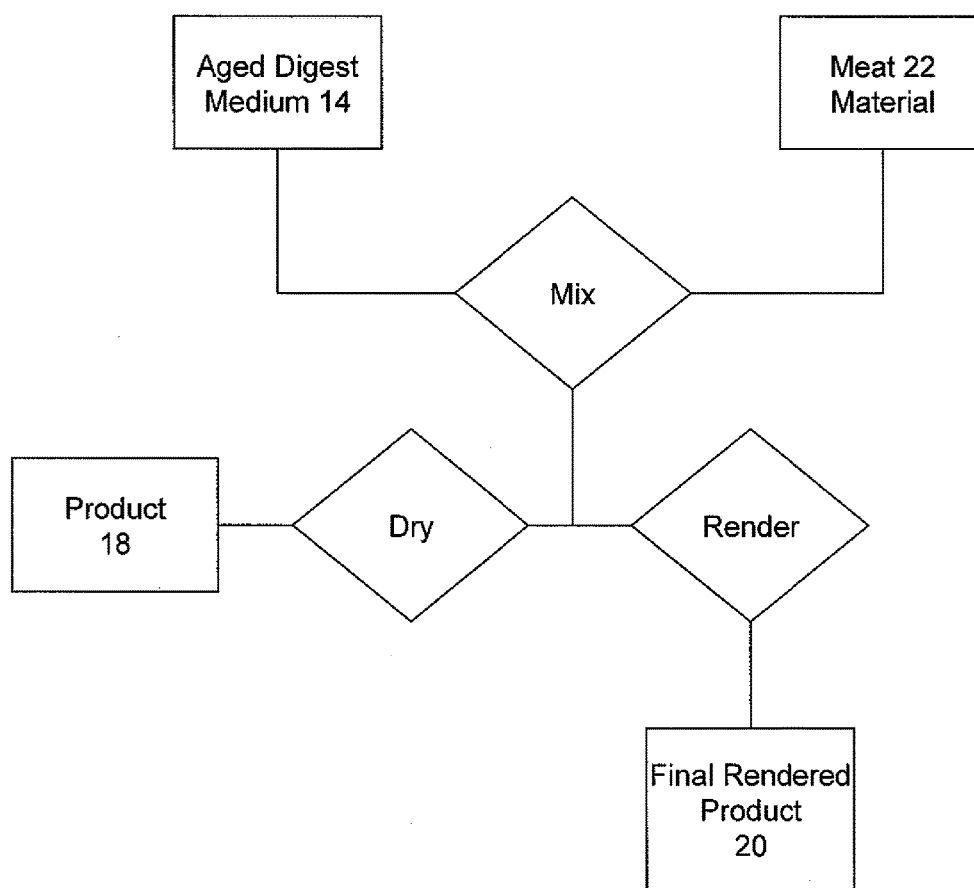 Aged Digest
Medium 14
Meat 22
Material
Mix
Product
18
Dry
Render
Final Rendered
Product
20